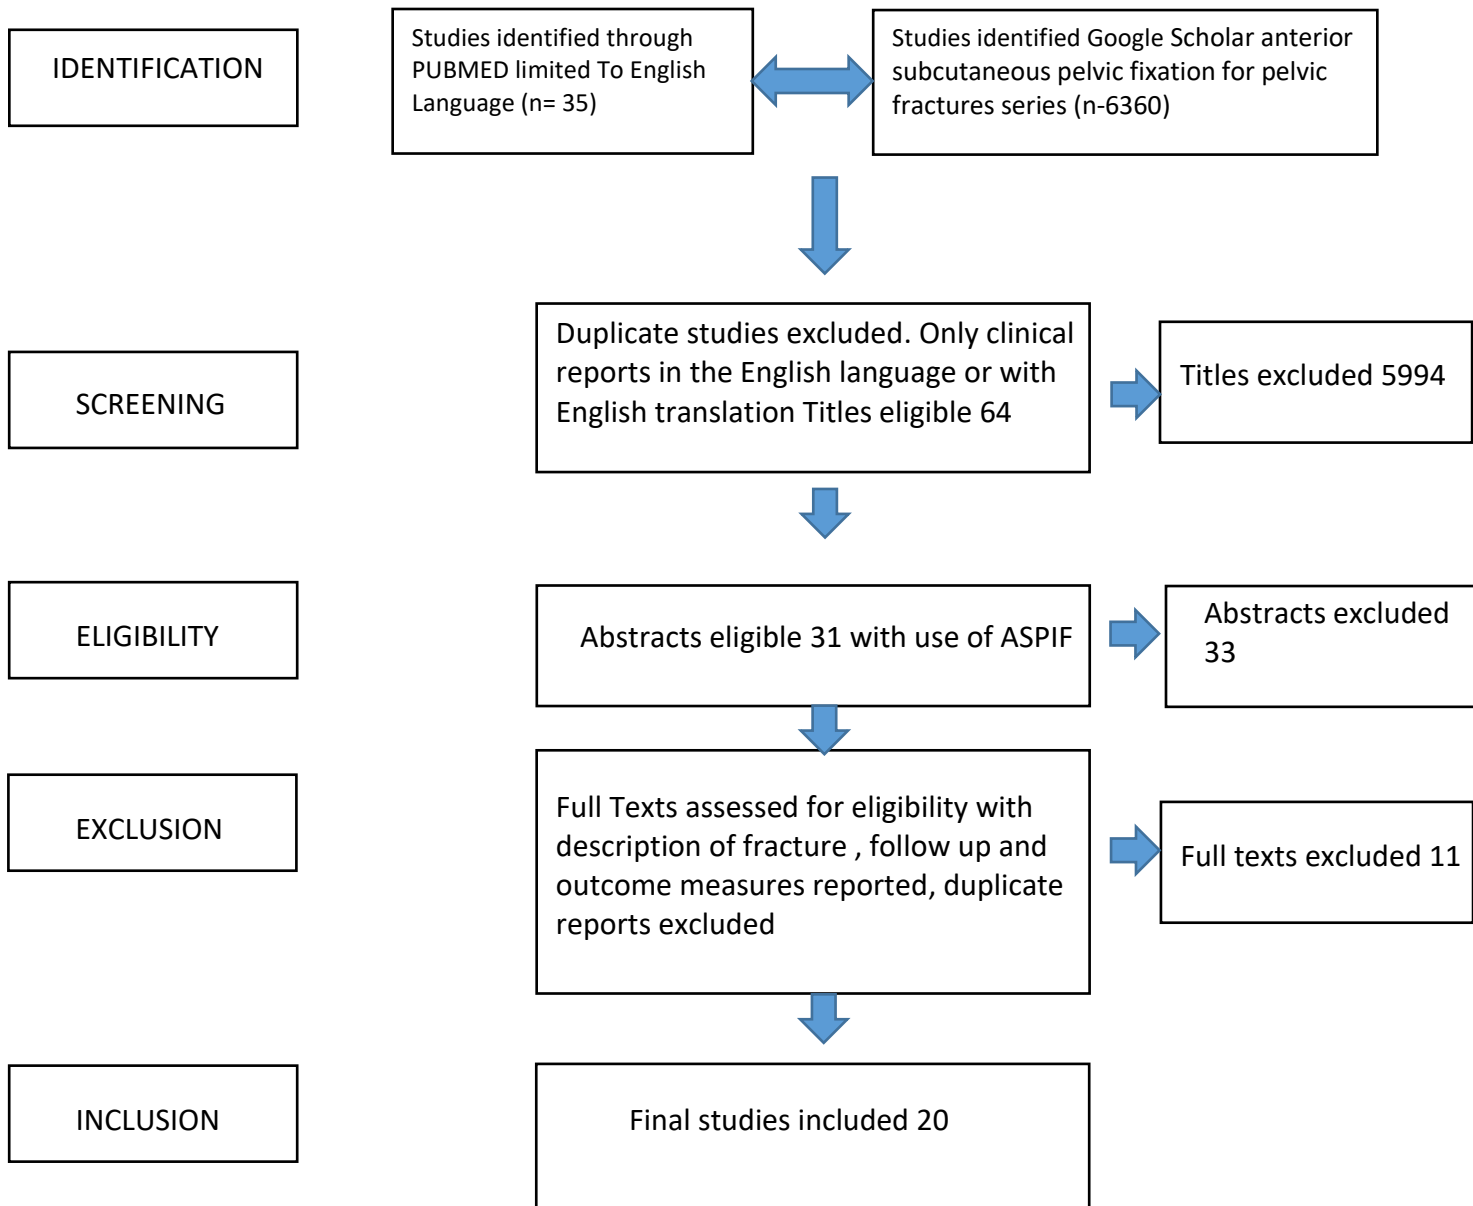 IDENTIFICATION
Studies identified through
PUBMED limited To English
Language (n= 35)
Studies identified Google Scholar anterior
subcutaneous pelvic fixation for pelvic
fractures series (n-6360)
SCREENING
Duplicate studies excluded. Only clinical
reports in the English language or with
English translation Titles eligible 64
Titles excluded 5994
ELIGIBILITY
Abstracts eligible 31 with use of ASPIF
Abstracts excluded
33
EXCLUSION
Full Texts assessed for eligibility with
description of fracture , follow up and
outcome measures reported, duplicate
reports excluded
Full texts excluded 11
INCLUSION
Final studies included 20